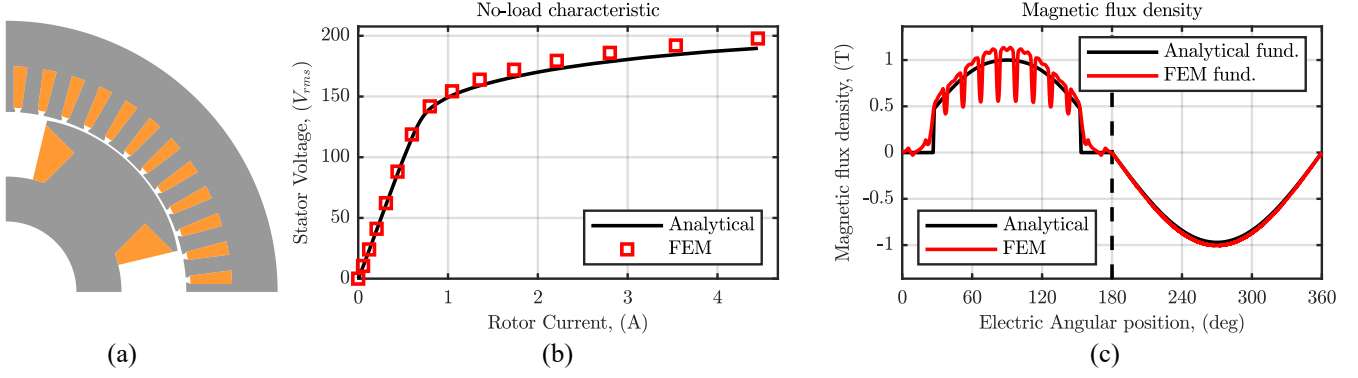 No-load characteristic
Stator Voltage, (V_rms)
200
150
100
50
0
Analytical
FEM
0 1 2 3 4
Rotor Current, (A)
Magnetic flux density
Magnetic flux density, (T)
1
0.5
0
-0.5
-1
Analytical fund.
FEM fund.
Analytical
FEM
0 60 120 180 240 300 360
Electric Angular position, (deg)
(a) (b) (c)